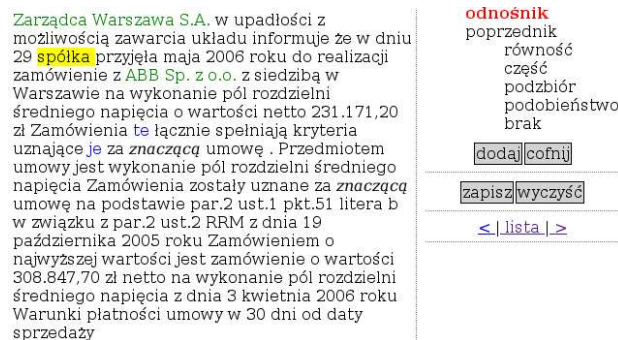 Zarządca Warszawa S.A. w upadłości z
możliwością zawarcia układu informuje że w dniu
29 spółka przyjęła maja 2006 roku do realizacji
zamówienie z ABB Sp. z o.o. z siedzibą w
Warszawie na wykonanie pól rozdzielni
średniego napięcia o wartości netto 231.171,20
zł Zamówienia te łącznie spełniają kryteria
uznające je za znaczącą umowę . Przedmiotem
umowy jest wykonanie pól rozdzielni średniego
napięcia Zamówienia zostały uznane za znaczącą
umowę na podstawie par.2 ust.1 pkt.51 litera b
w związku z par.2 ust.2 RRM z dnia 19
października 2005 roku Zamówieniem o
najwyższej wartości jest zamówienie o wartości
308.847,70 zł netto na wykonanie pól rozdzielni
średniego napięcia z dnia 3 kwietnia 2006 roku
Warunki płatności umowy w 30 dni od daty
sprzedaży
odnośnik
poprzednik
równość
część
podzbiór
podobieństwo
brak
dodaj cofnij
zapisz wyczyść
< | lista | >